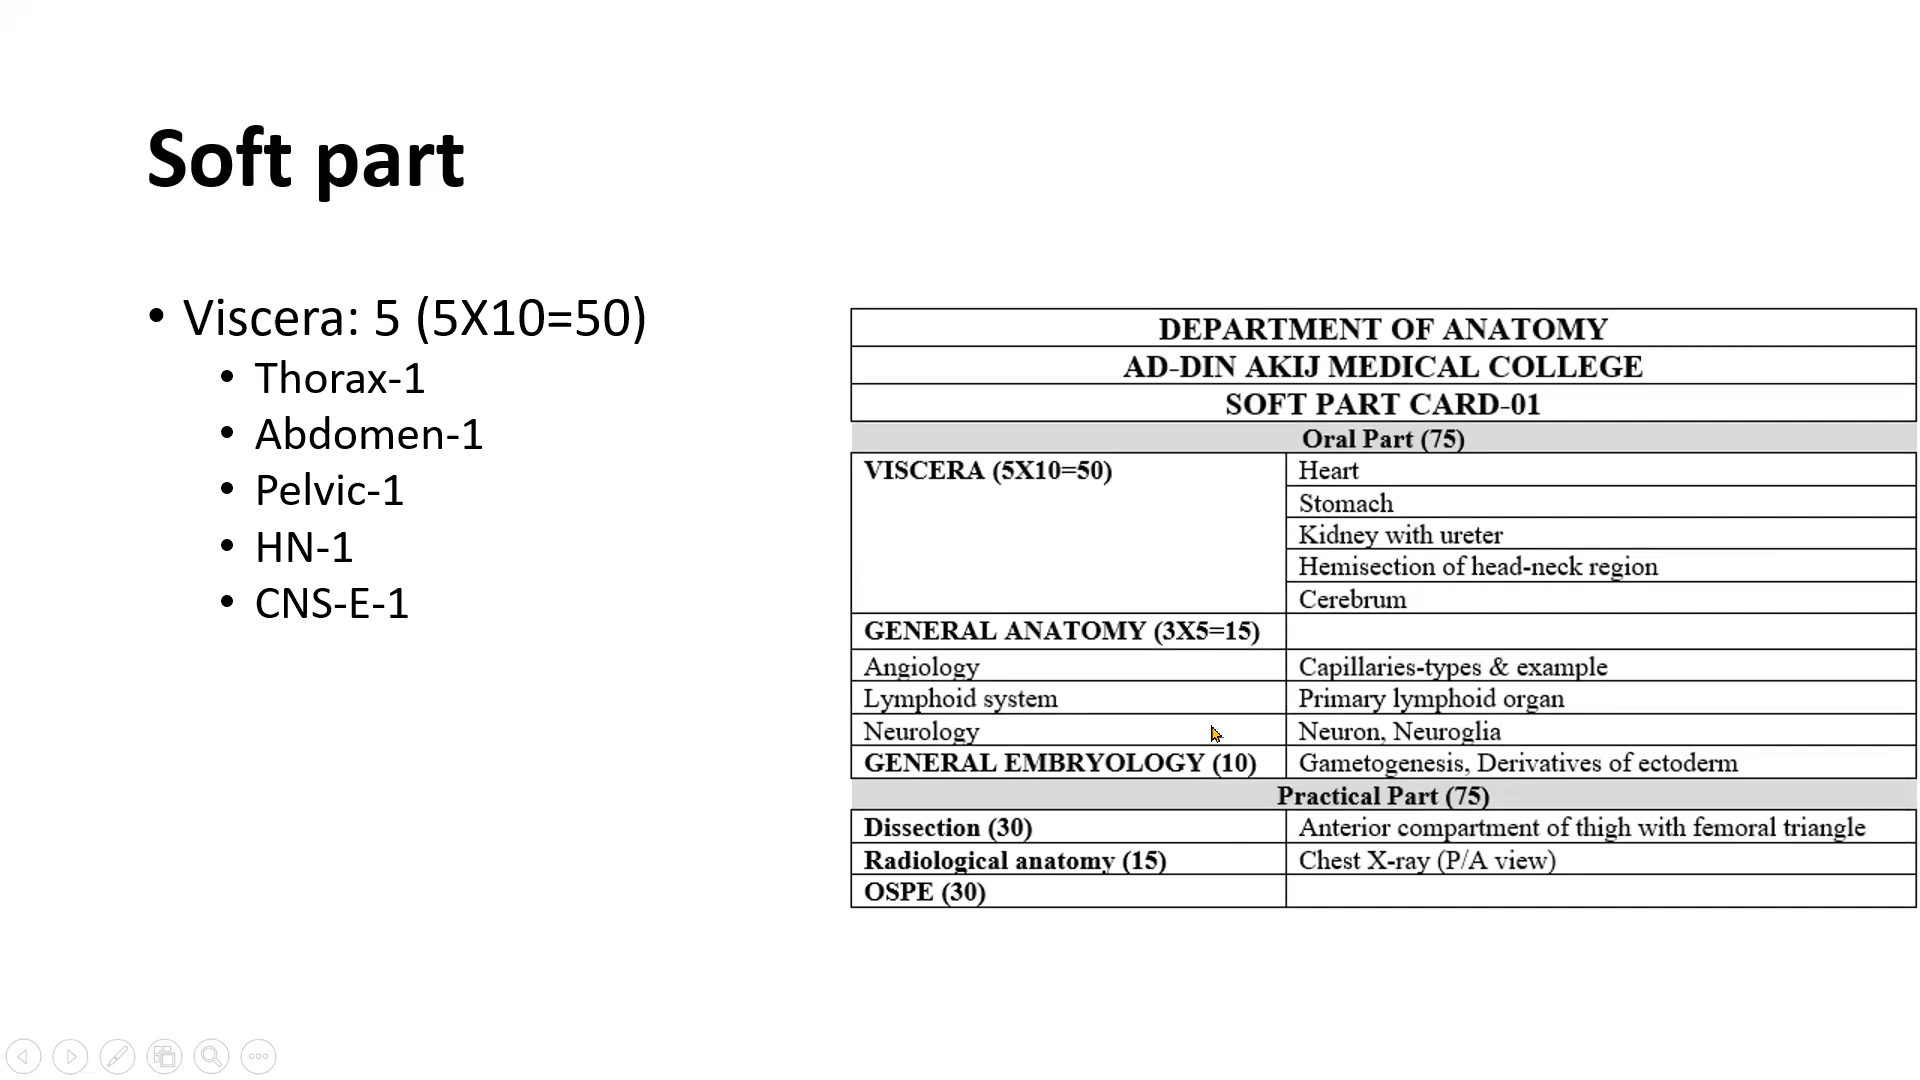 Soft part
• Viscera: 5 (5X10=50)
• Thorax-1
• Abdomen-1
• Pelvic-1
• HN-1
• CNS-E-1
DEPARTMENT OF ANATOMY
AD-DIN AKIJ MEDICAL COLLEGE
SOFT PART CARD-01
Oral Part (75)
VISCERA (5X10=50) Heart
Stomach
Kidney with ureter
Hemisection of head-neck region
Cerebrum
GENERAL ANATOMY (3X5=15)
Angiology Capillaries-types & example
Lymphoid system Primary lymphoid organ
Neurology Neuron, Neuroglia
GENERAL EMBRYOLOGY (10) Gametogenesis, Derivatives of ectoderm
Practical Part (75)
Dissection (30) Anterior compartment of thigh with femoral triangle
Radiological anatomy (15) Chest X-ray (P/A view)
OSPE (30)